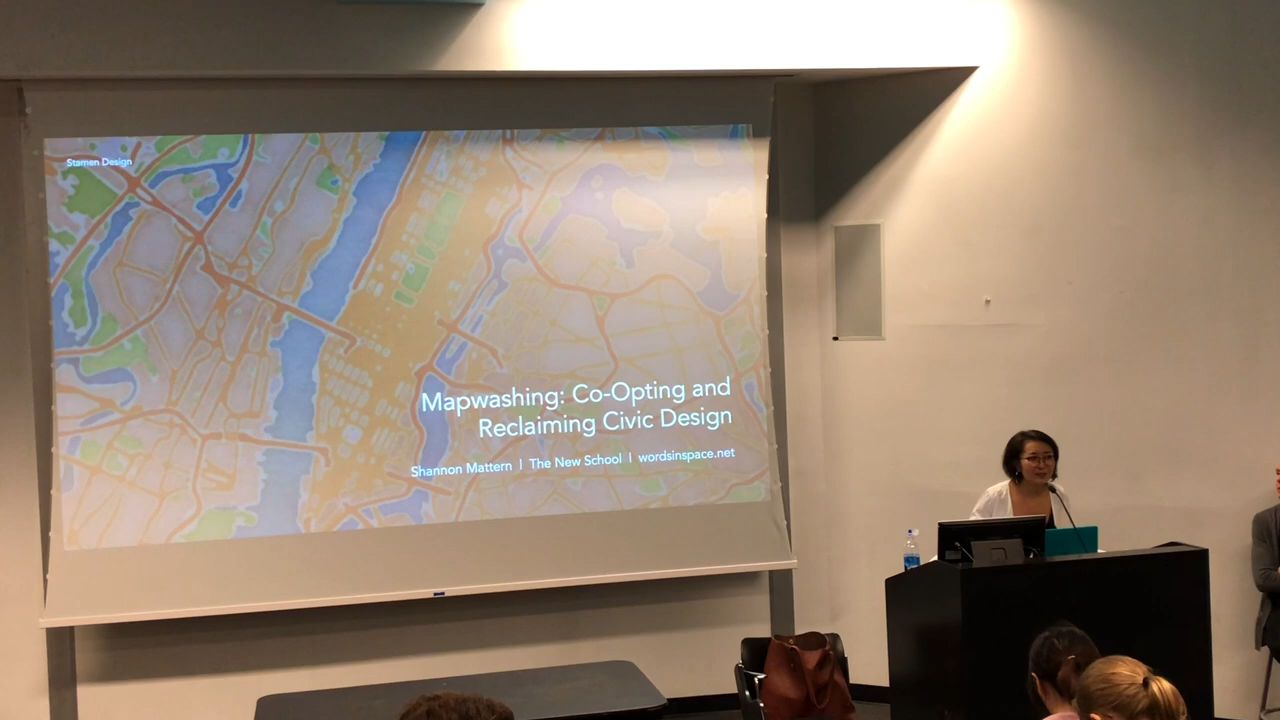 Stamen Design
Mapwashing: Co-Opting and
Reclaiming Civic Design
Shannon Mattern | The New School | wordsinspace.net